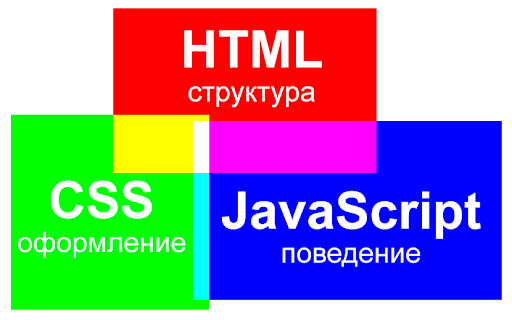 HTML
структура
CSS
оформление
JavaScript
поведение